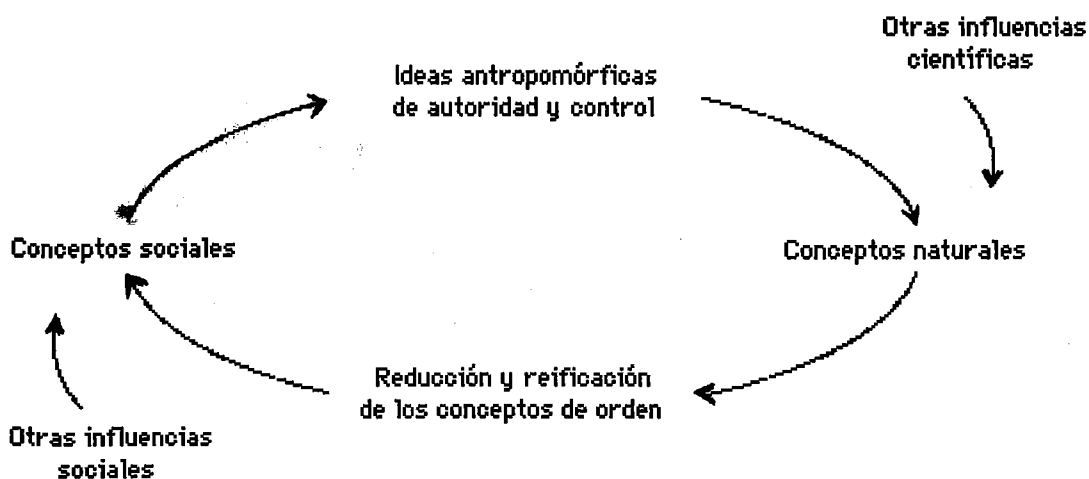 Otras influencias
científicas
Ideas antropomórficas
de autoridad y control
Conceptos sociales
Conceptos naturales
Reducción y reificación
de los conceptos de orden
Otras influencias
sociales